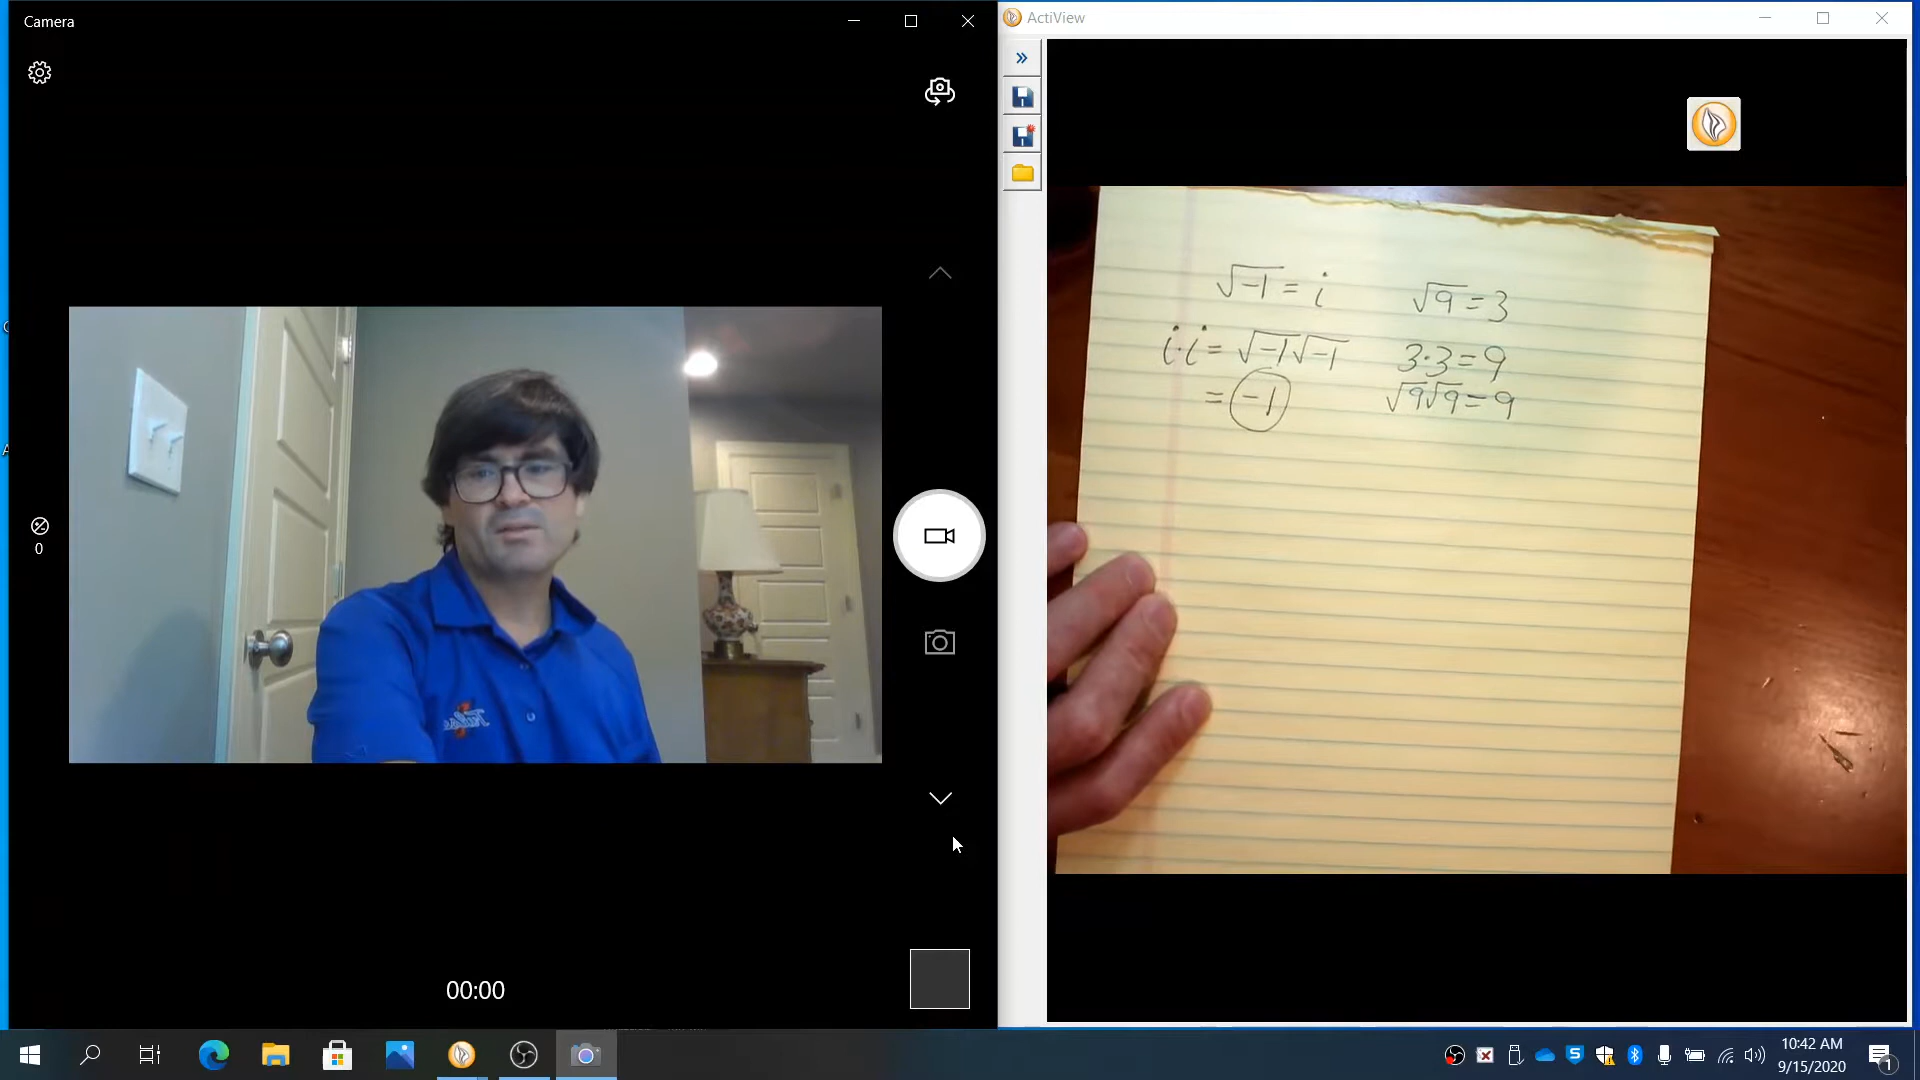 Camera
ActiView
0
√-1 = i
i·i = √-1√-1
= -1
√9 = 3
3·3 = 9
√9√9 = 9
00:00
10:42 AM
9/15/2020
1